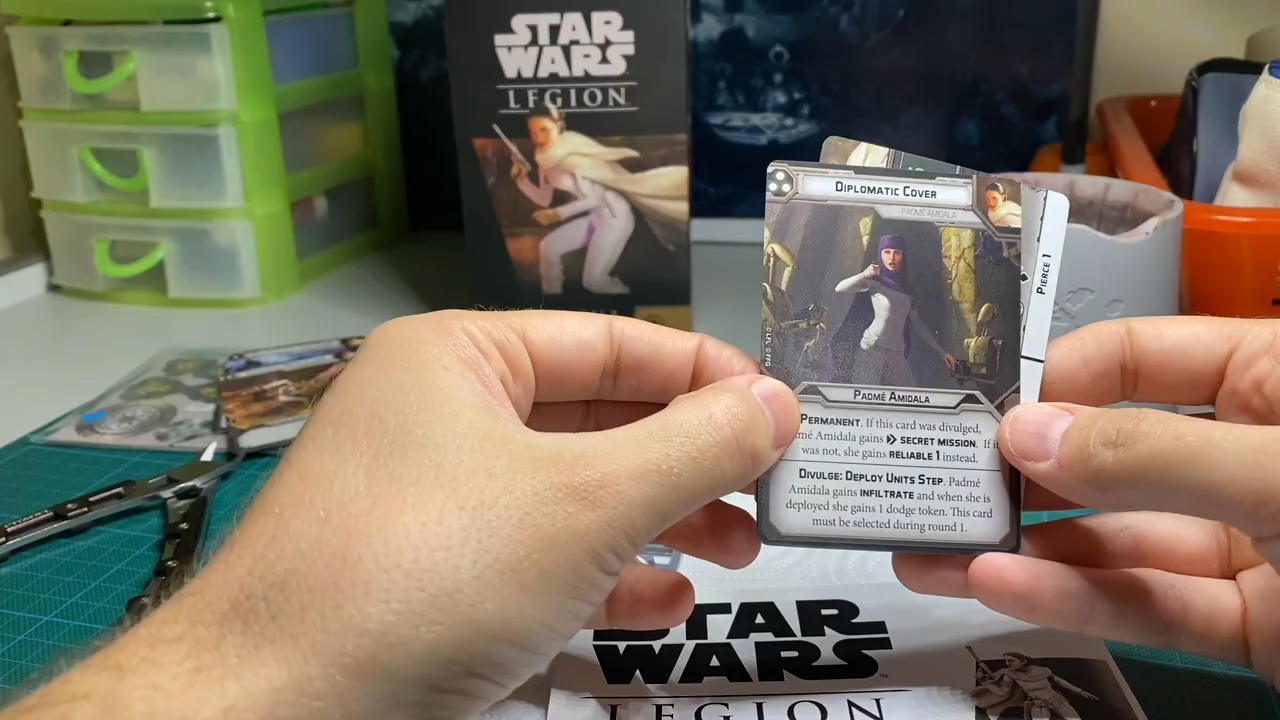 STAR
WARS
LEGION
DIPLOMATIC COVER
PADMÉ AMIDALA
PIERCE 1
PADMÉ AMIDALA
PERMANENT. If this card was divulged,
mé Amidala gains SECRET MISSION. If it
was not, she gains RELIABLE 1 instead.
DIVULGE: DEPLOY UNITS STEP. Padmé
Amidala gains INFILTRATE and when she is
deployed she gains 1 dodge token. This card
must be selected during round 1.
STAR
WARS
LEGION